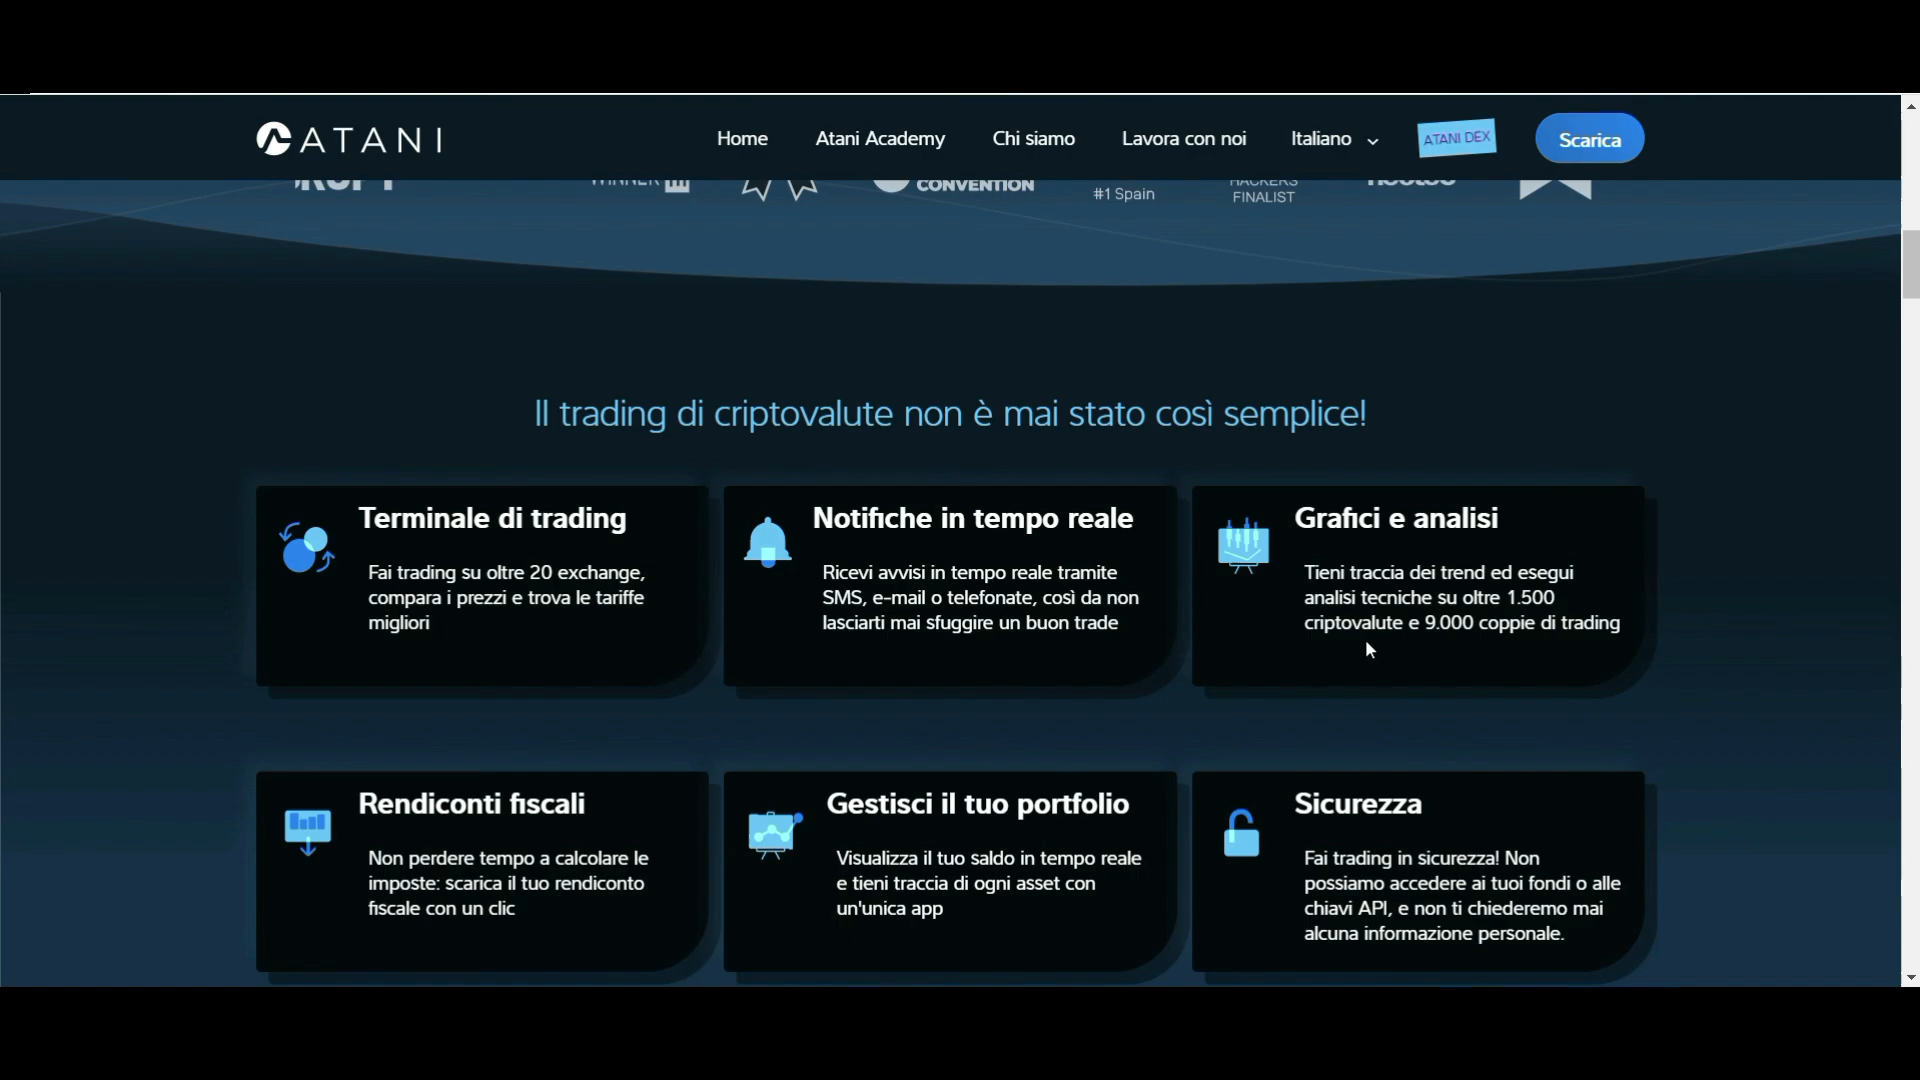 ATANI
Home
Atani Academy
Chi siamo
Lavora con noi
Italiano
ATANI DEX
Scarica
WINNER
CONVENTION
#1 Spain
HACKERS
FINALIST
Il trading di criptovalute non è mai stato così semplice!
Terminale di trading
Fai trading su oltre 20 exchange,
compara i prezzi e trova le tariffe
migliori
Notifiche in tempo reale
Ricevi avvisi in tempo reale tramite
SMS, e-mail o telefonate, così da non
lasciarti mai sfuggire un buon trade
Grafici e analisi
Tieni traccia dei trend ed esegui
analisi tecniche su oltre 1.500
criptovalute e 9.000 coppie di trading
Rendiconti fiscali
Non perdere tempo a calcolare le
imposte: scarica il tuo rendiconto
fiscale con un clic
Gestisci il tuo portfolio
Visualizza il tuo saldo in tempo reale
e tieni traccia di ogni asset con
un'unica app
Sicurezza
Fai trading in sicurezza! Non
possiamo accedere ai tuoi fondi o alle
chiavi API, e non ti chiederemo mai
alcuna informazione personale.